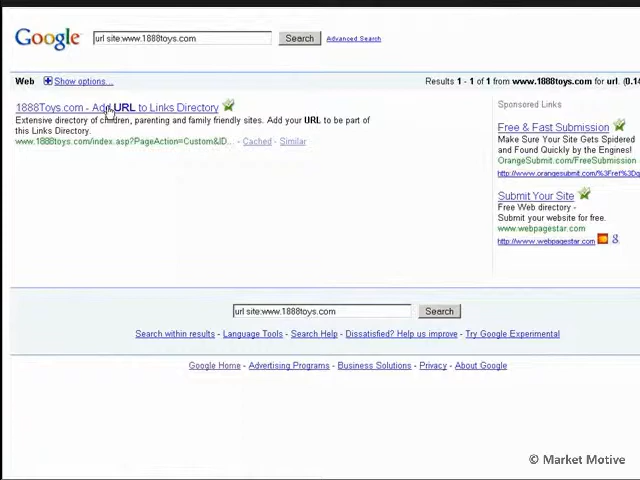 Google url site:www.1888toys.com Search Advanced Search
Web Show options... Results 1 - 1 of 1 from www.1888toys.com for url.
1888Toys.com - Add URL to Links Directory
Extensive directory of children, parenting and family friendly sites. Add your URL to be part of
this Links Directory.
www.1888toys.com/index.asp?PageAction=Custom&ID... - Cached - Similar
Sponsored Links
Free & Fast Submission
Make Sure Your Site Gets Spidered
and Found Quickly by the Engines!
OrangeSubmit.com/FreeSubmission
Submit Your Site
Free Web directory -
Submit your website for free.
www.webpagestar.com
http://www.webpagestar.com
url site:www.1888toys.com Search
Search within results - Language Tools - Search Help - Dissatisfied? Help us improve - Try Google Experimental
Google Home - Advertising Programs - Business Solutions - Privacy - About Google
© Market Motive